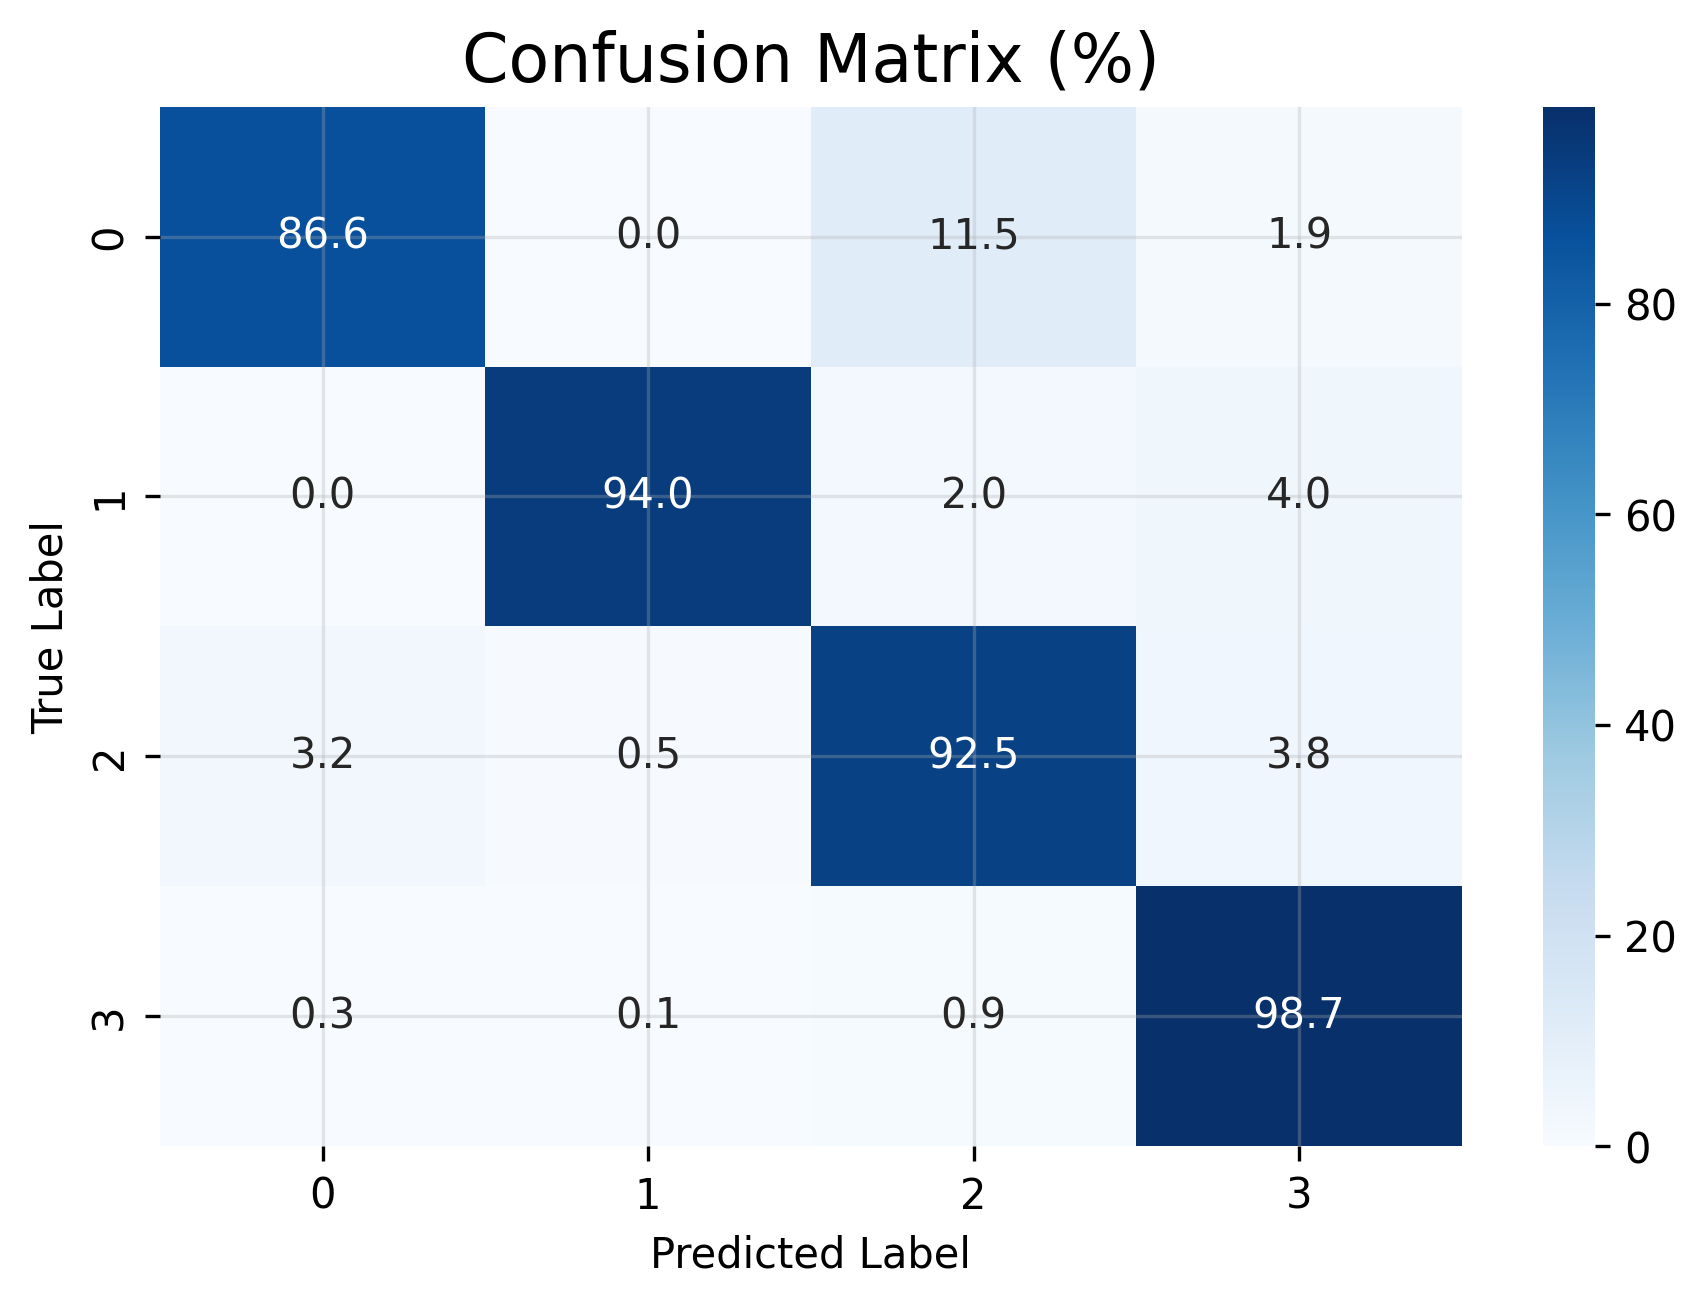 Confusion Matrix (%)
0 86.6 0.0 11.5 1.9
1 0.0 94.0 2.0 4.0
2 3.2 0.5 92.5 3.8
3 0.3 0.1 0.9 98.7
0 1 2 3
True Label
Predicted Label
80
60
40
20
0